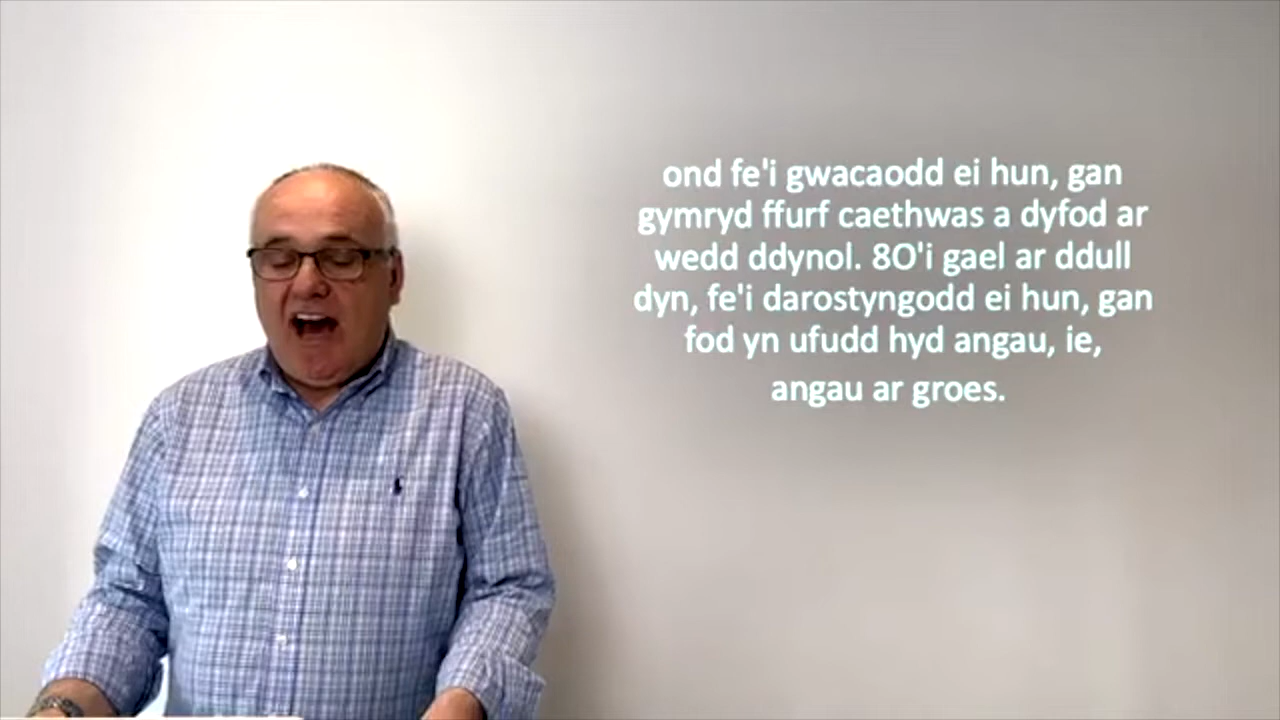 ond fe'i gwacaodd ei hun, gan
gymryd ffurf caethwas a dyfod ar
wedd ddynol. 8O'i gael ar ddull
dyn, fe'i darostyngodd ei hun, gan
fod yn ufudd hyd angau, ie,
angau ar groes.